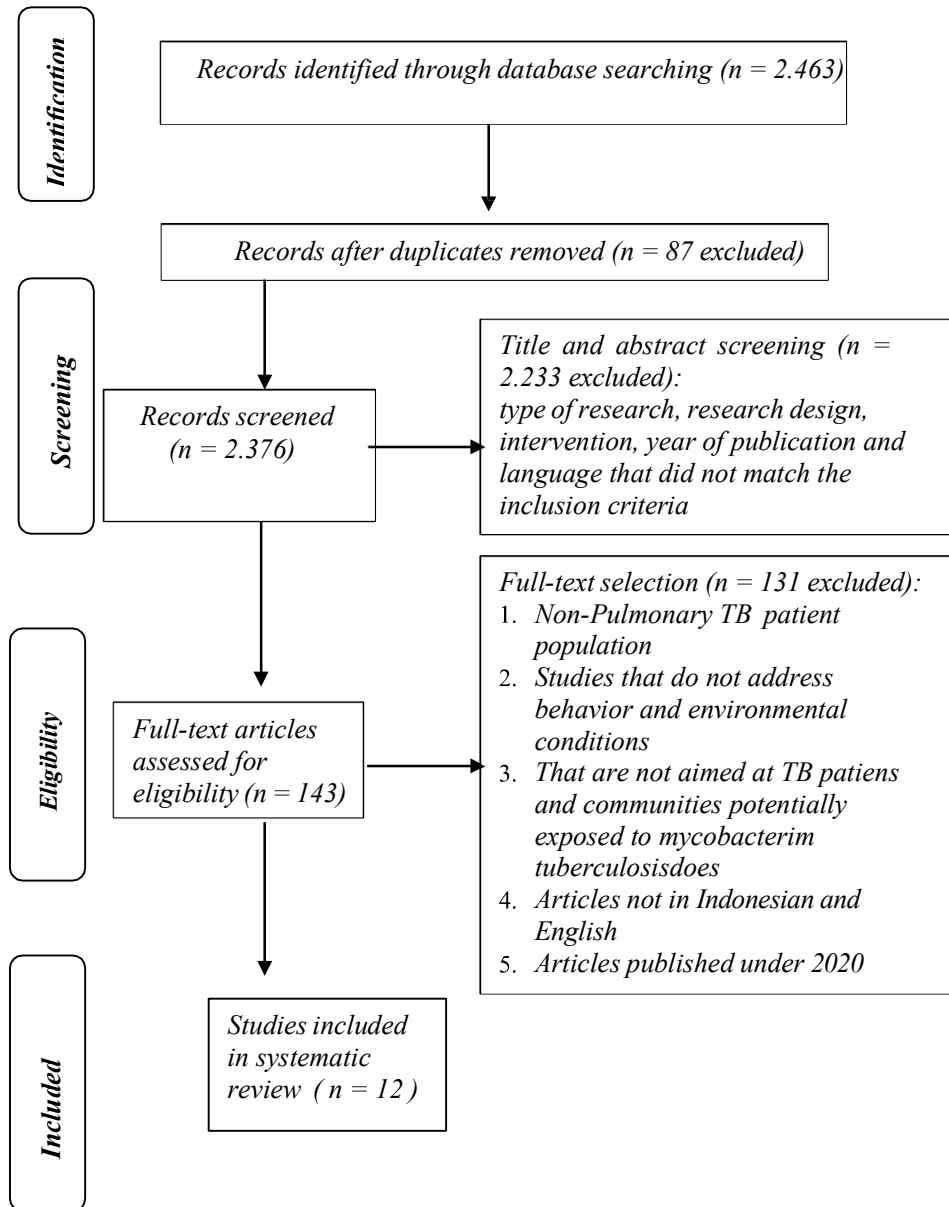 Identification
Records identified through database searching (n = 2.463)
Records after duplicates removed (n = 87 excluded)
Screening
Records screened
(n = 2.376)
Title and abstract screening (n =
2.233 excluded):
type of research, research design,
intervention, year of publication and
language that did not match the
inclusion criteria
Eligibility
Full-text articles
assessed for
eligibility (n = 143)
Full-text selection (n = 131 excluded):
1. Non-Pulmonary TB patient
population
2. Studies that do not address
behavior and environmental
conditions
3. That are not aimed at TB patiens
and communities potentially
exposed to mycobacterim
tuberculosisdoes
4. Articles not in Indonesian and
English
5. Articles published under 2020
Included
Studies included
in systematic
review ( n = 12 )